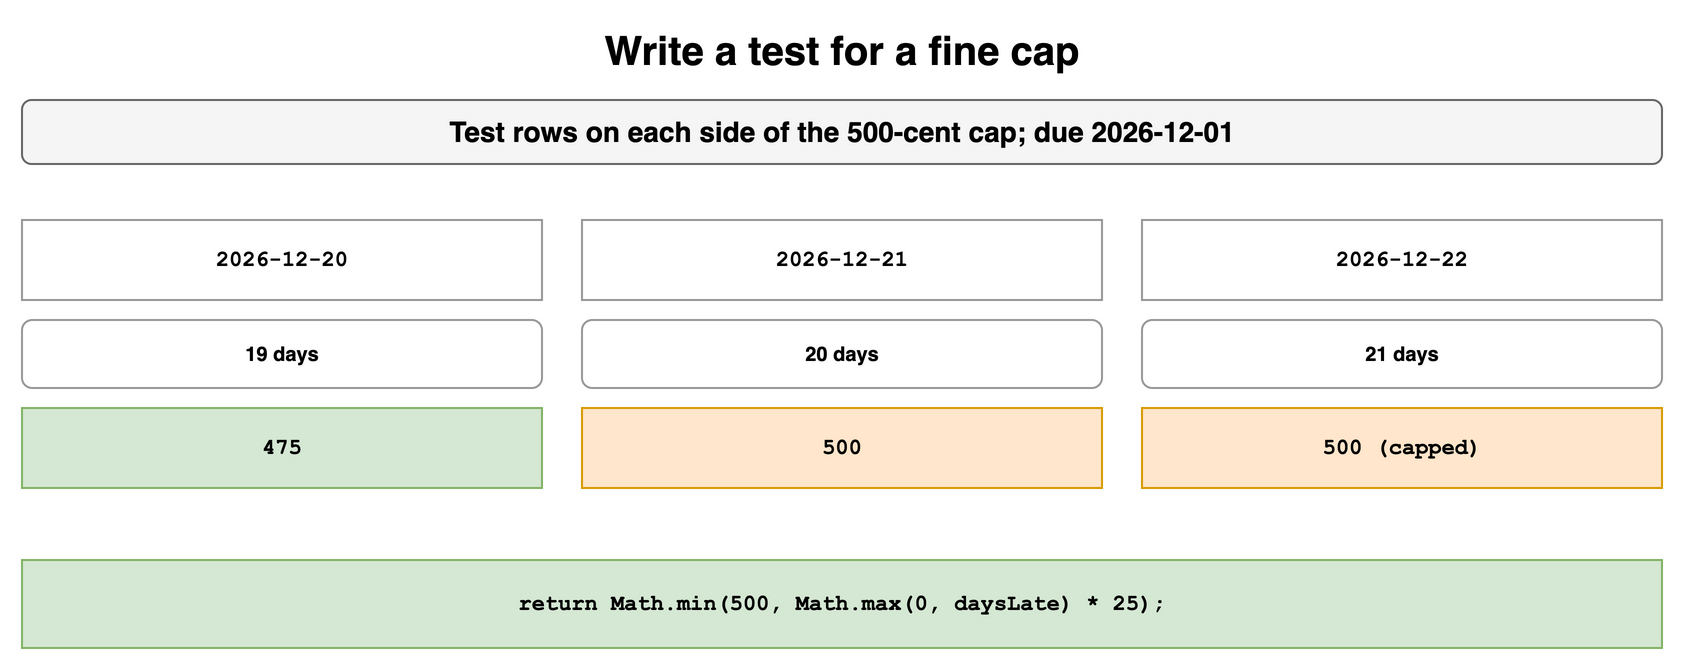 Write a test for a fine cap
Test rows on each side of the 500-cent cap; due 2026-12-01
2026-12-20
2026-12-21
2026-12-22
19 days
20 days
21 days
475
500
500 (capped)
return Math.min(500, Math.max(0, daysLate) * 25);